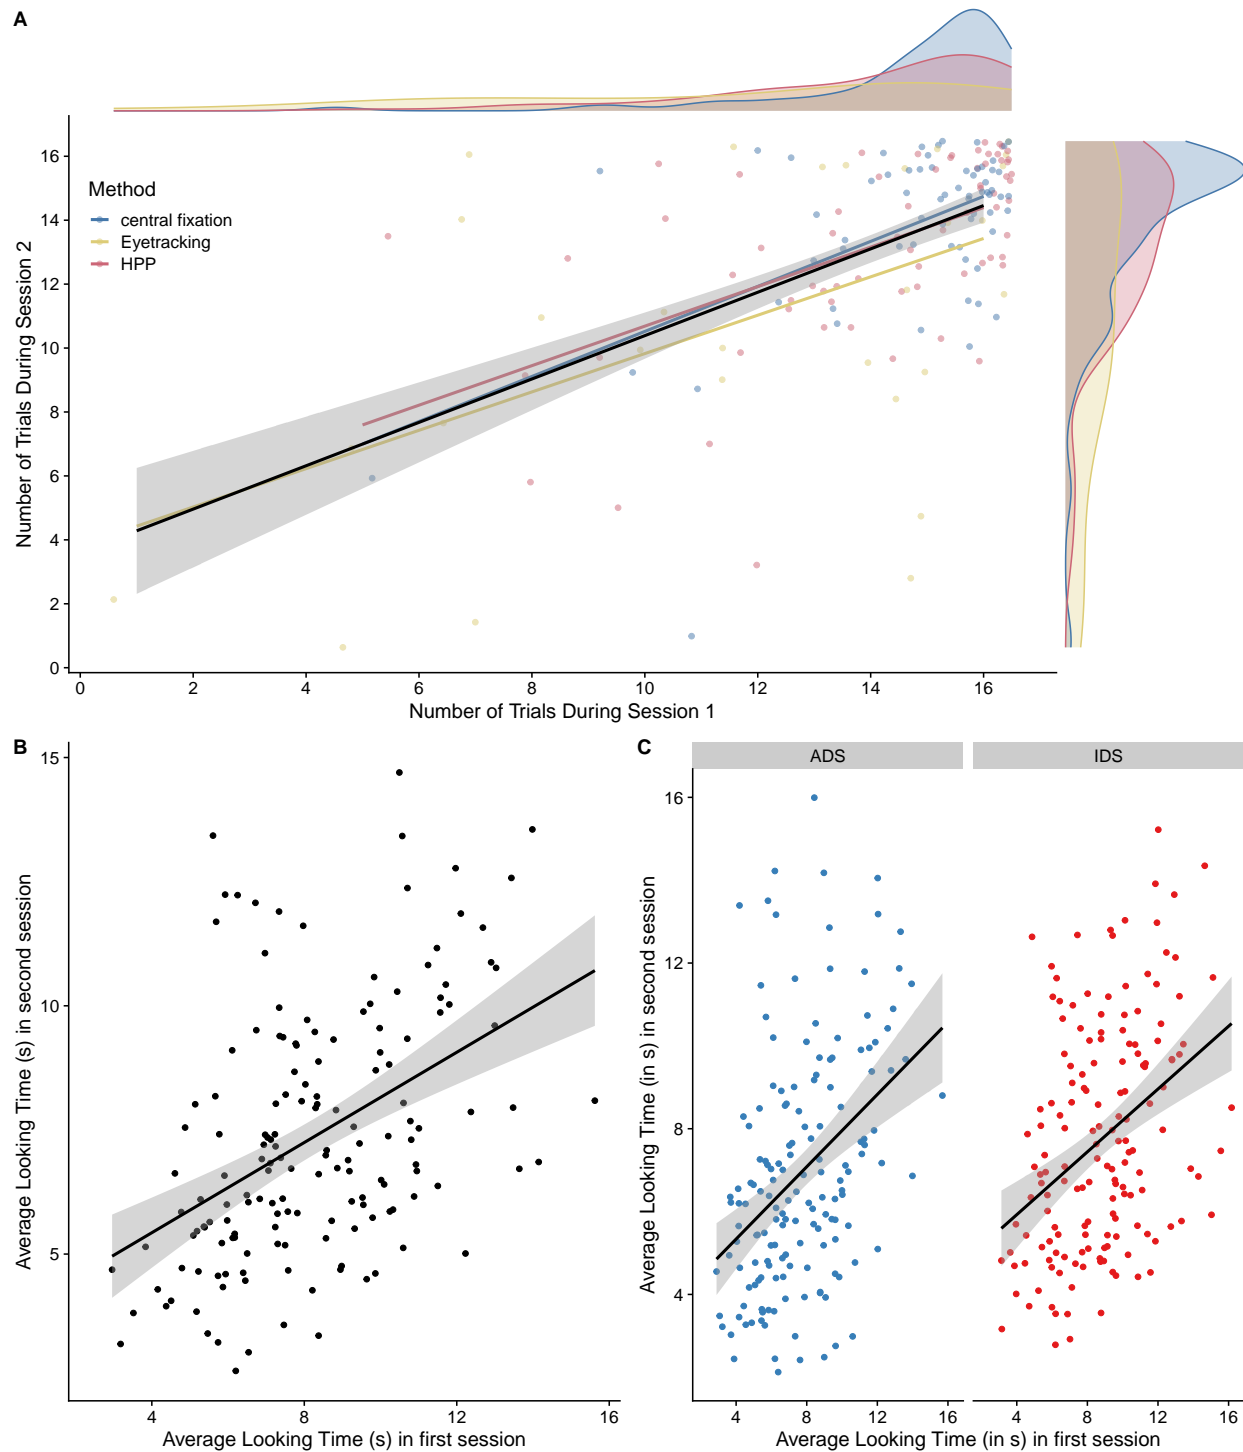 A
Number of Trials During Session 2
16
14
12
10
8
6
4
2
0
Method
central fixation
Eyetracking
HPP
0 2 4 6 8 10 12 14 16
Number of Trials During Session 1
B
Average Looking Time (s) in second session
15
10
5
4 8 12 16
Average Looking Time (s) in first session
C
ADS IDS
Average Looking Time (in s) in second session
16
12
8
4
4 8 12 16 4 8 12 16
Average Looking Time (in s) in first session